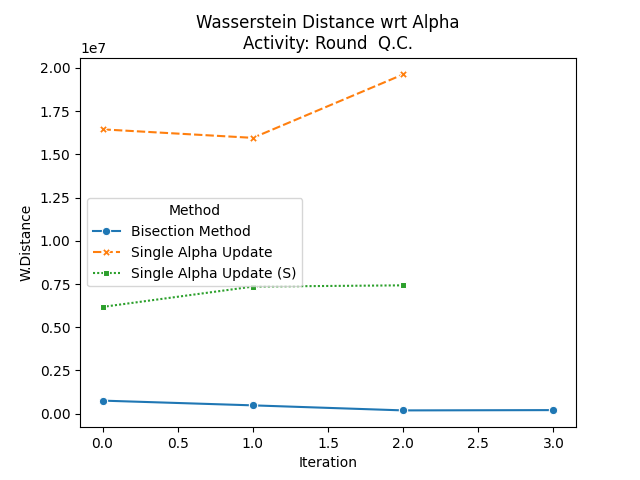 Wasserstein Distance wrt Alpha
Activity: Round  Q.C.
1e7
2.00
1.75
1.50
1.25
1.00
0.75
0.50
0.25
0.00
W.Distance
Method
Bisection Method
Single Alpha Update
Single Alpha Update (S)
0.0 0.5 1.0 1.5 2.0 2.5 3.0
Iteration